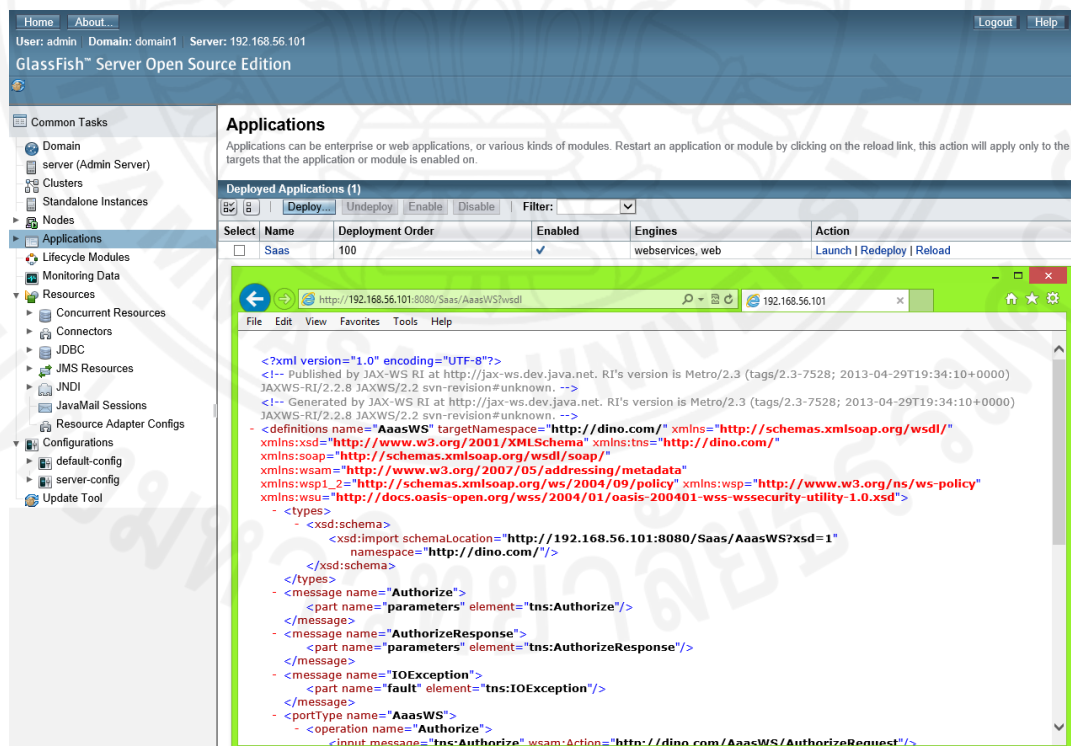 Home About... Logout Help
User: admin Domain: domain1 Server: 192.168.56.101
GlassFish™ Server Open Source Edition
Common Tasks
Domain
server (Admin Server)
Clusters
Standalone Instances
Nodes
Applications
Lifecycle Modules
Monitoring Data
Resources
Concurrent Resources
Connectors
JDBC
JMS Resources
JNDI
JavaMail Sessions
Resource Adapter Configs
Configurations
default-config
server-config
Update Tool
Applications
Applications can be enterprise or web applications, or various kinds of modules. Restart an application or module by clicking on the reload link, this action will apply only to the
targets that the application or module is enabled on.
Deployed Applications (1)
Deploy... Undeploy Enable Disable Filter:
Select Name Deployment Order Enabled Engines Action
Saas 100 webservices, web Launch | Redeploy | Reload
http://192.168.56.101:8080/Saas/AaasWS?wsdl 192.168.56.101
File Edit View Favorites Tools Help
<?xml version="1.0" encoding="UTF-8"?>
<!-- Published by JAX-WS RI at http://jax-ws.dev.java.net. RI's version is Metro/2.3 (tags/2.3-7528; 2013-04-29T19:34:10+0000)
JAXWS-RI/2.2.8 JAXWS/2.2 svn-revision#unknown. -->
<!-- Generated by JAX-WS RI at http://jax-ws.dev.java.net. RI's version is Metro/2.3 (tags/2.3-7528; 2013-04-29T19:34:10+0000)
JAXWS-RI/2.2.8 JAXWS/2.2 svn-revision#unknown. -->
- <definitions name="AaasWS" targetNamespace="http://dino.com/" xmlns="http://schemas.xmlsoap.org/wsdl/"
xmlns:xsd="http://www.w3.org/2001/XMLSchema" xmlns:tns="http://dino.com/"
xmlns:soap="http://schemas.xmlsoap.org/wsdl/soap/"
xmlns:wsam="http://www.w3.org/2007/05/addressing/metadata"
xmlns:wsp1_2="http://schemas.xmlsoap.org/ws/2004/09/policy" xmlns:wsp="http://www.w3.org/ns/ws-policy"
xmlns:wsu="http://docs.oasis-open.org/wss/2004/01/oasis-200401-wss-wssecurity-utility-1.0.xsd">
- <types>
- <xsd:schema>
<xsd:import schemaLocation="http://192.168.56.101:8080/Saas/AaasWS?xsd=1"
namespace="http://dino.com/"/>
</xsd:schema>
</types>
- <message name="Authorize">
<part name="parameters" element="tns:Authorize"/>
</message>
- <message name="AuthorizeResponse">
<part name="parameters" element="tns:AuthorizeResponse"/>
</message>
- <message name="IOException">
<part name="fault" element="tns:IOException"/>
</message>
- <portType name="AaasWS">
- <operation name="Authorize">
<input message="tns:Authorize" wsam:Action="http://dino.com/AaasWS/AuthorizeRequest"/>